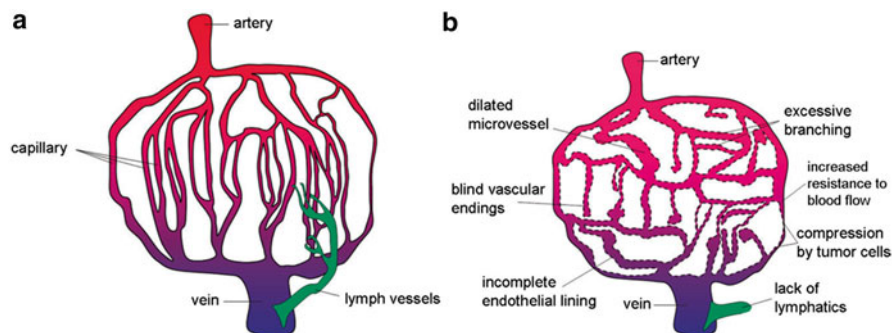 a
artery
capillary
vein
lymph vessels
b
artery
dilated
microvessel
excessive
branching
blind vascular
endings
increased
resistance to
blood flow
compression
by tumor cells
incomplete
endothelial lining
vein
lack of
lymphatics